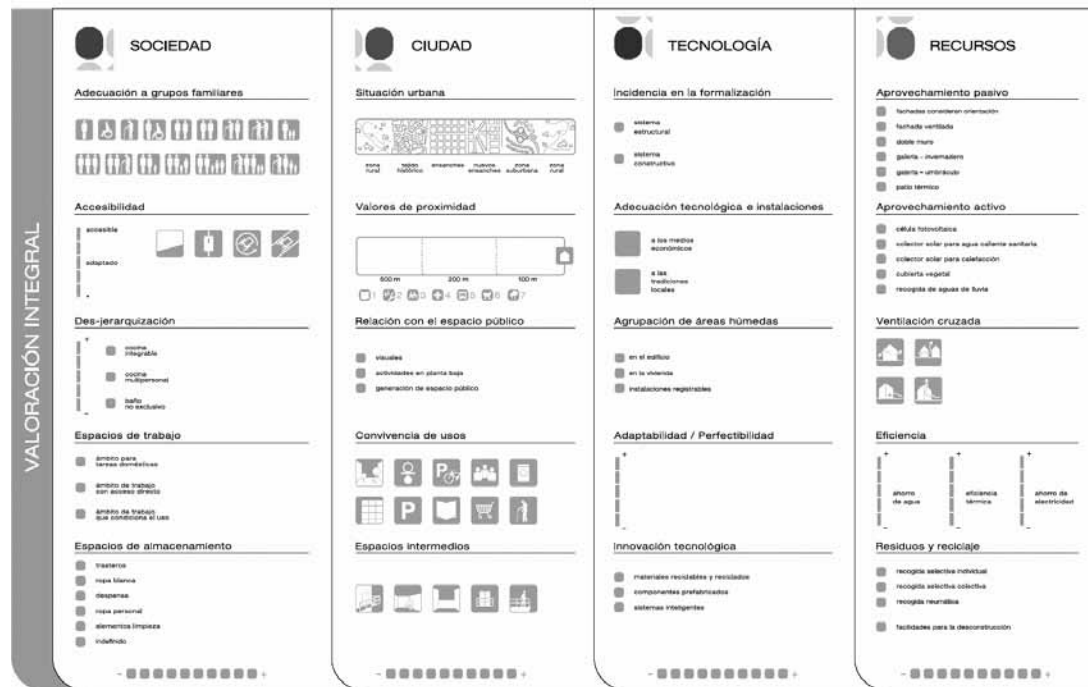 VALORACIÓN INTEGRAL
SOCIEDAD
Adecuación a grupos familiares
Accesibilidad
accesible
adaptado
Des-jerarquización
+
cocina
integrable
cocina
multipersonal
baño
no exclusivo
-
Espacios de trabajo
ámbito para
tareas domésticas
ámbito de trabajo
con acceso directo
ámbito de trabajo
que condiciona el uso
Espacios de almacenamiento
trasteros
ropa blanca
despensa
ropa personal
elementos limpieza
indefinido
- +
CIUDAD
Situación urbana
zona
rural
tejido
histórico
ensanches
nuevos
ensanches
zona
suburbana
zona
rural
Valores de proximidad
500 m 200 m 100 m
1 2 3 4 5 6 7
Relación con el espacio público
visuales
actividades en planta baja
generación de espacio público
Convivencia de usos
P
P
Espacios intermedios
- +
TECNOLOGÍA
Incidencia en la formalización
sistema
estructural
sistema
constructivo
Adecuación tecnológica e instalaciones
a los medios
económicos
a las
tradiciones
locales
Agrupación de áreas húmedas
en el edificio
en la vivienda
instalaciones registrables
Adaptabilidad / Perfectibilidad
+
-
Innovación tecnológica
materiales reciclables y reciclados
componentes prefabricados
sistemas inteligentes
- +
RECURSOS
Aprovechamiento pasivo
fachadas consideran orientación
fachada ventilada
doble muro
galería - invernadero
galería - umbráculo
patio térmico
Aprovechamiento activo
célula fotovoltaica
colector solar para agua caliente sanitaria
colector solar para calefacción
cubierta vegetal
recogida de aguas de lluvia
Ventilación cruzada
Eficiencia
+ + +
ahorro
de agua
eficiencia
térmica
ahorro de
electricidad
- - -
Residuos y reciclaje
recogida selectiva individual
recogida selectiva colectiva
recogida neumática
facilidades para la desconstrucción
- +